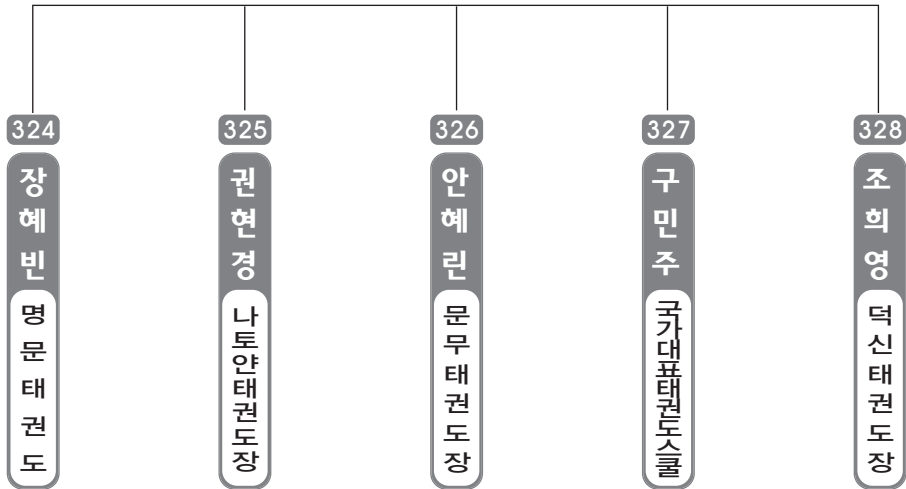 324
장혜빈
명문태권도
325
권현경
나토얀태권도장
326
안혜린
문무태권도장
327
구민주
국가대표태권도스쿨
328
조희영
덕신태권도장